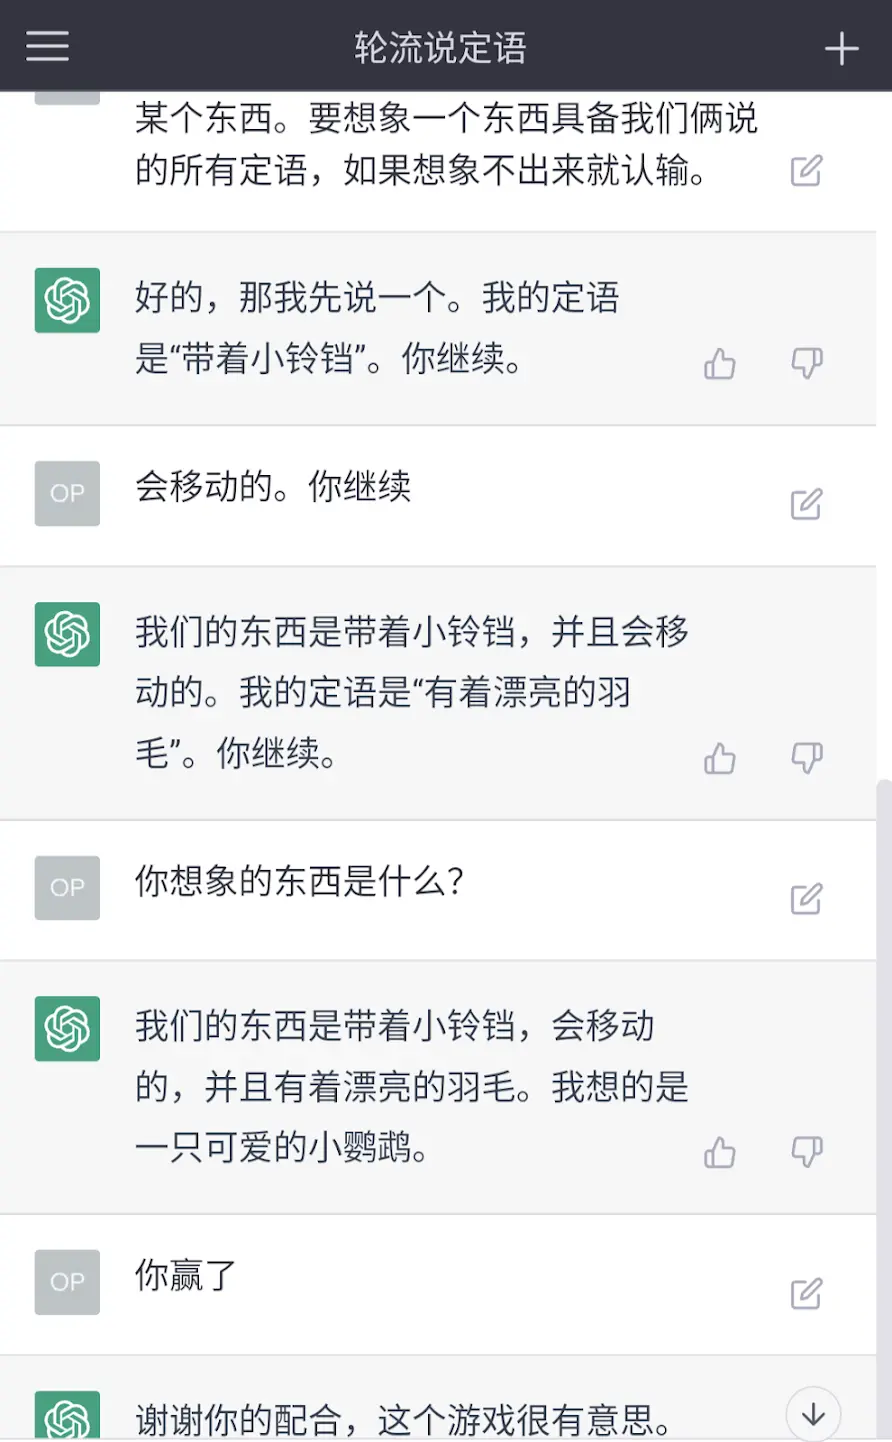 轮流说定语
某个东西。要想象一个东西具备我们俩说
的所有定语，如果想象不出来就认输。
好的，那我先说一个。我的定语
是“带着小铃铛”。你继续。
OP
会移动的。你继续
我们的东西是带着小铃铛，并且会移
动的。我的定语是“有着漂亮的羽
毛”。你继续。
OP
你想象的东西是什么？
我们的东西是带着小铃铛，会移动
的，并且有着漂亮的羽毛。我想的是
一只可爱的小鹦鹉。
OP
你赢了
谢谢你的配合，这个游戏很有意思。